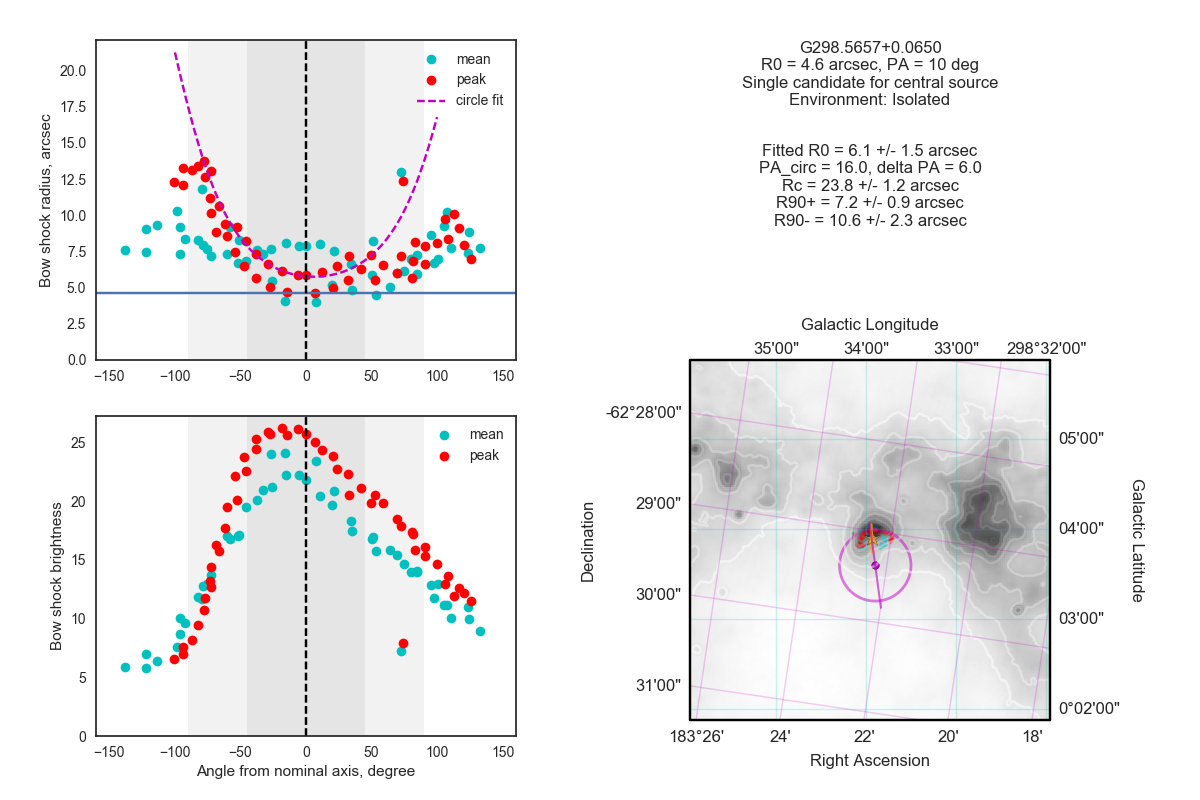 20.0
17.5
15.0
12.5
10.0
7.5
5.0
2.5
0.0
Bow shock radius, arcsec
mean
peak
circle fit
−150
−100
−50
0
50
100
150
25
20
15
10
5
0
Bow shock brightness
mean
peak
−150
−100
−50
0
50
100
150
Angle from nominal axis, degree
G298.5657+0.0650
R0 = 4.6 arcsec, PA = 10 deg
Single candidate for central source
Environment: Isolated
Fitted R0 = 6.1 +/- 1.5 arcsec
PA_circ = 16.0, delta PA = 6.0
Rc = 23.8 +/- 1.2 arcsec
R90+ = 7.2 +/- 0.9 arcsec
R90- = 10.6 +/- 2.3 arcsec
Galactic Longitude
35'00"
34'00"
33'00"
298°32'00"
-62°28'00"
29'00"
30'00"
31'00"
Declination
05'00"
04'00"
03'00"
0°02'00"
Galactic Latitude
183°26'
24'
22'
20'
18'
Right Ascension